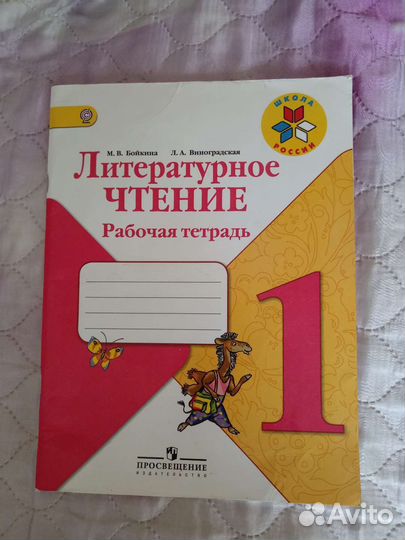 ШКОЛА
РОССИИ
М. В. Бойкина Л. А. Виноградская
Литературное
ЧТЕНИЕ
Рабочая тетрадь
1
ПРОСВЕЩЕНИЕ
ИЗДАТЕЛЬСТВО
Avito